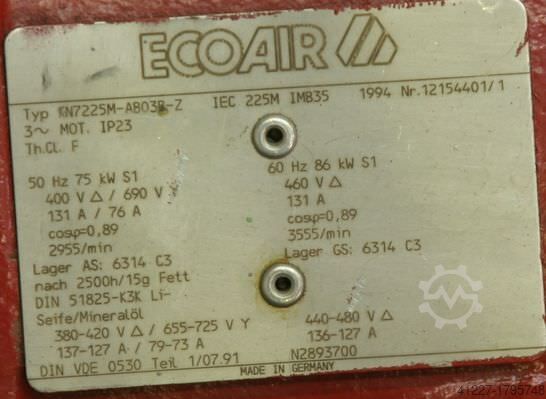 ECOAIR
Typ KN7225M-AB03R-Z IEC 225M IMB35 1994 Nr.12154401/1
3~ MOT. IP23
Th.Cl. F
50 Hz 75 kW S1
400 V Δ / 690 V
131 A / 76 A
cosφ=0,89
2955/min
Lager AS: 6314 C3
nach 2500h/15g Fett
DIN 51825-K3K Li-
Seife/Mineralöl
380-420 V Δ / 655-725 V Y
137-127 A / 79-73 A
DIN VDE 0530 Teil 1/07.91
60 Hz 86 kW S1
460 V Δ
131 A
cosφ=0,89
3555/min
Lager GS: 6314 C3
440-480 V Δ
136-127 A
N2893700
MADE IN GERMANY
41227-1795748